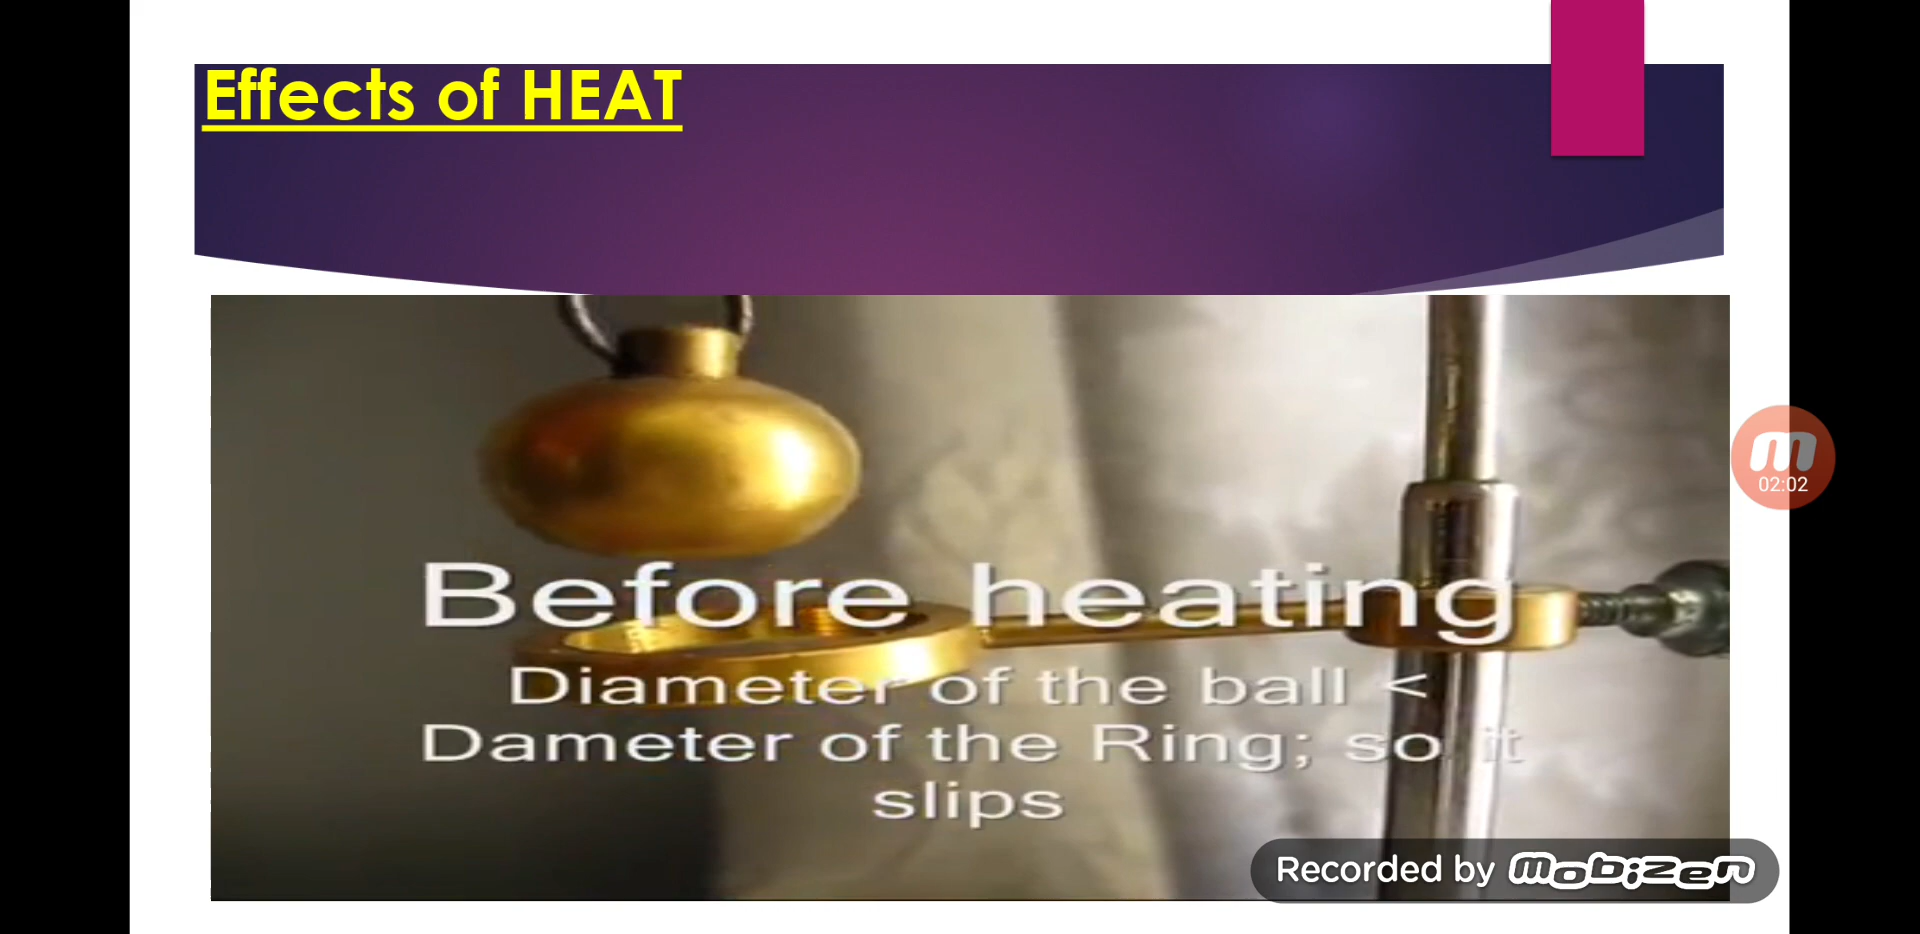 Effects of HEAT
Before heating
Diameter of the ball <
Dameter of the Ring; so it
slips
02:02
Recorded by mobizen